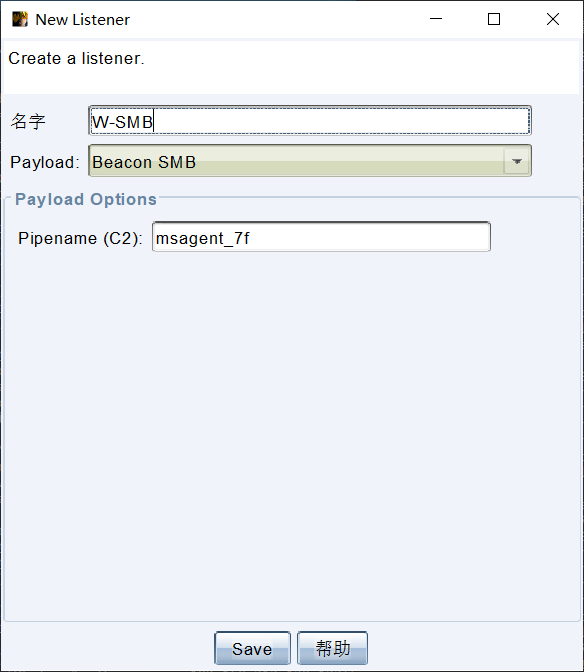 New Listener
Create a listener.
名字 W-SMB
Payload: Beacon SMB
Payload Options
Pipename (C2): msagent_7f
Save 帮助